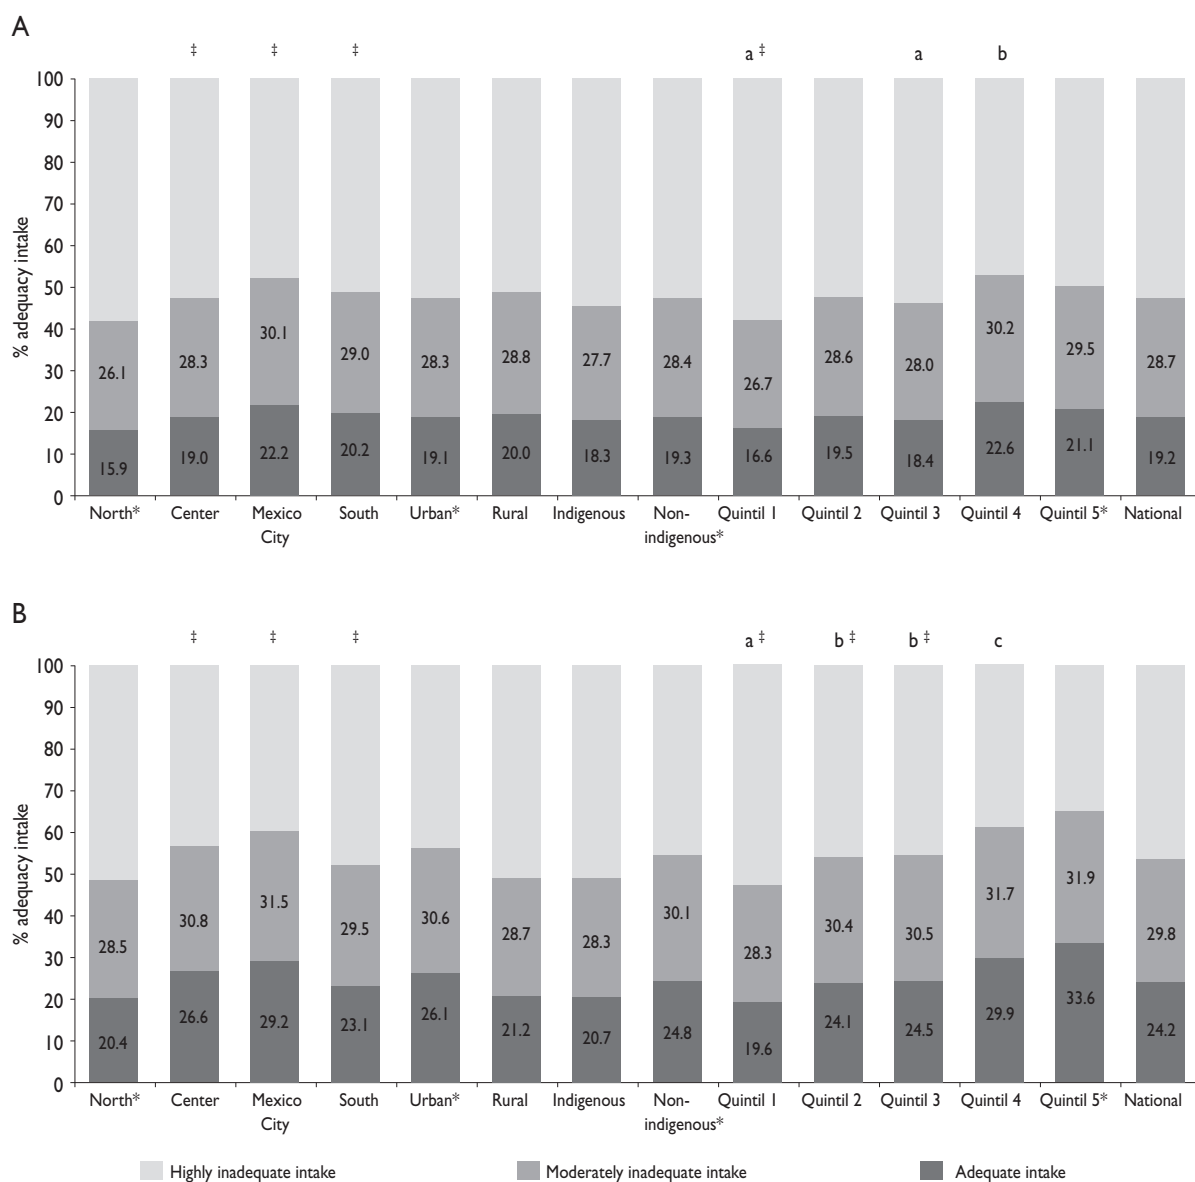 A
‡ ‡ ‡ a ‡ a b
100
90
80
70
60
50
40
30
20
10
0
% adequacy intake
26.1 28.3 30.1 29.0 28.3 28.8 27.7 28.4 26.7 28.6 28.0 30.2 29.5 28.7
15.9 19.0 22.2 20.2 19.1 20.0 18.3 19.3 16.6 19.5 18.4 22.6 21.1 19.2
North* Center Mexico South Urban* Rural Indigenous Non- Quintil 1 Quintil 2 Quintil 3 Quintil 4 Quintil 5* National
City indigenous*
B
‡ ‡ ‡ a ‡ b ‡ b ‡ c
100
90
80
70
60
50
40
30
20
10
0
% adequacy intake
28.5 30.8 31.5 29.5 30.6 28.7 28.3 30.1 28.3 30.4 30.5 31.7 31.9 29.8
20.4 26.6 29.2 23.1 26.1 21.2 20.7 24.8 19.6 24.1 24.5 29.9 33.6 24.2
North* Center Mexico South Urban* Rural Indigenous Non- Quintil 1 Quintil 2 Quintil 3 Quintil 4 Quintil 5* National
City indigenous*
Highly inadequate intake Moderately inadequate intake Adequate intake